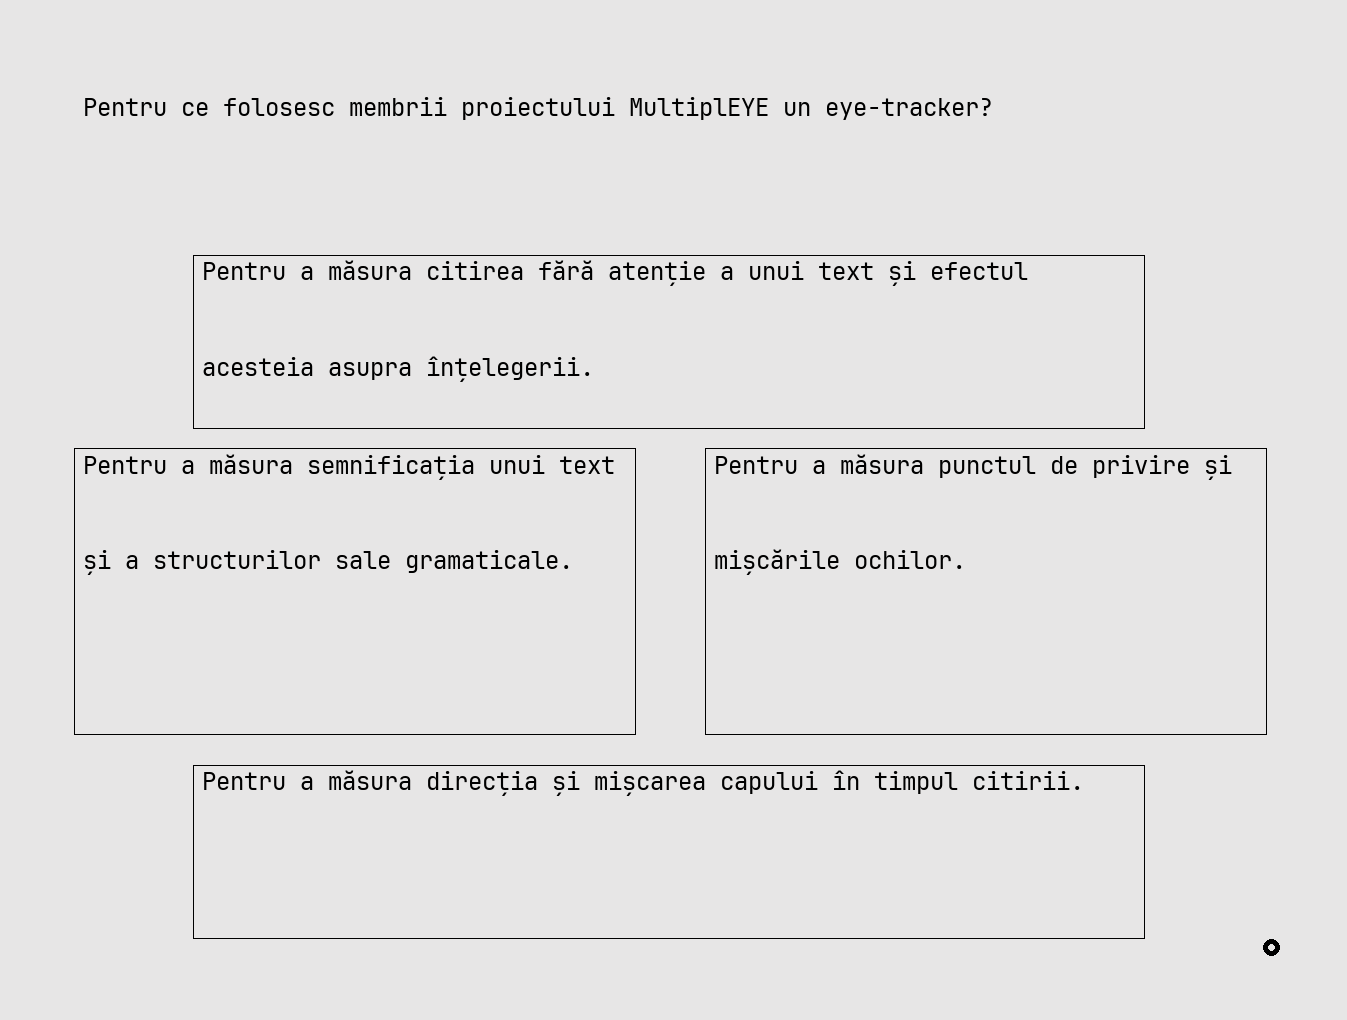 Pentru ce folosesc membrii proiectului MultiplEYE un eye-tracker?
Pentru a măsura citirea fără atenție a unui text și efectul
acesteia asupra înțelegerii.
Pentru a măsura semnificația unui text
și a structurilor sale gramaticale.
Pentru a măsura punctul de privire și
mișcările ochilor.
Pentru a măsura direcția și mișcarea capului în timpul citirii.